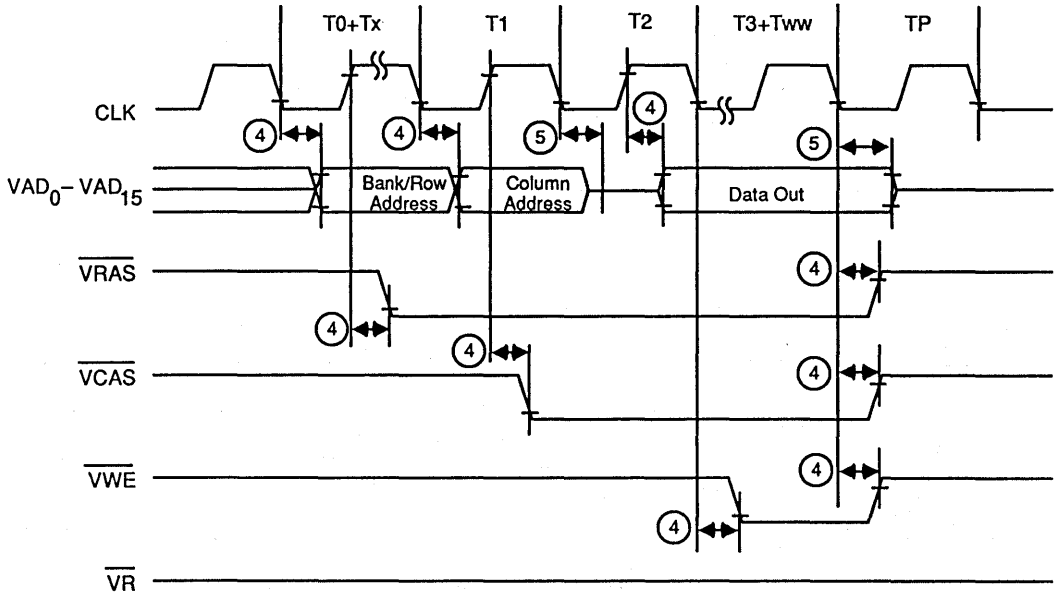 T0+Tx T1 T2 T3+Tww TP
CLK
4 4 5 4 5
VAD0–VAD15
Bank/Row Address
Column Address
Data Out
VRAS
4 4
VCAS
4 4
VWE
4 4
VR